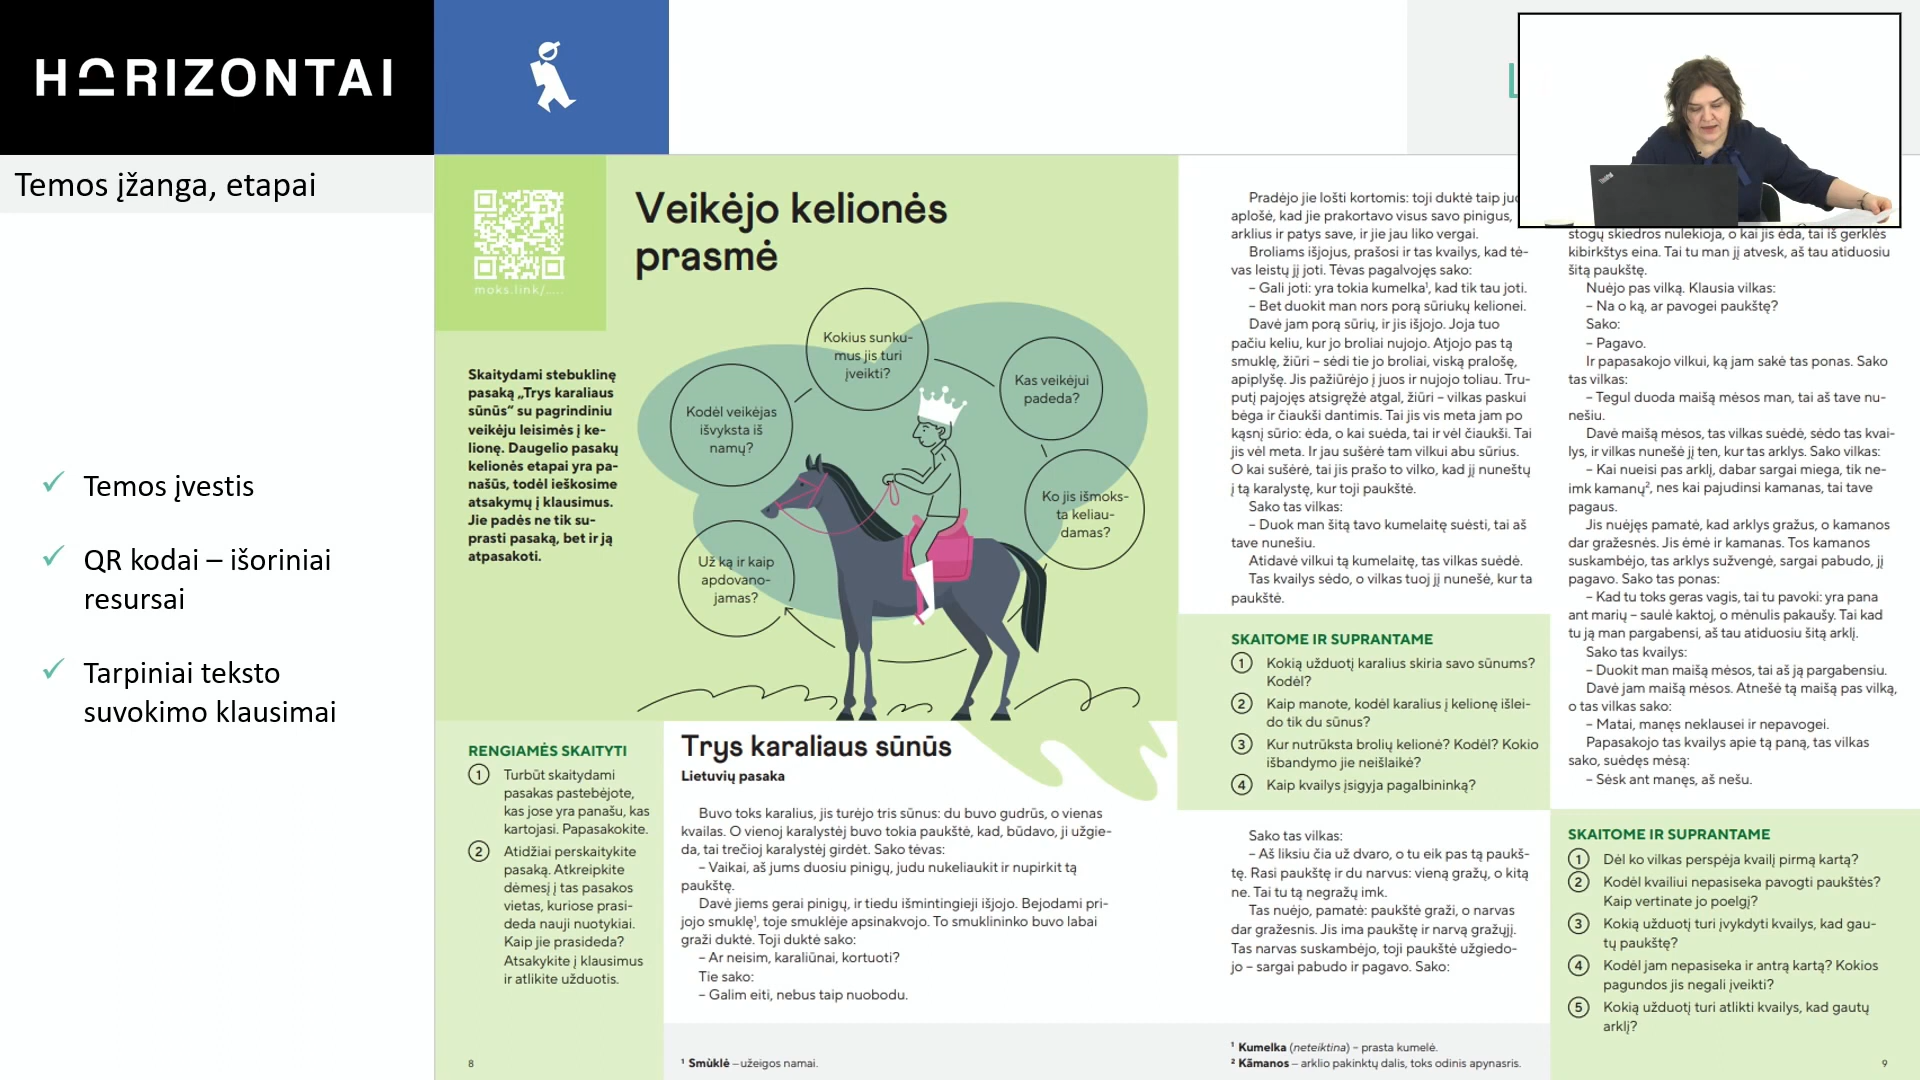 HORIZONTAI
Temos įžanga, etapai
Temos įvestis
QR kodai – išoriniai
resursai
Tarpiniai teksto
suvokimo klausimai
moks.link/.....
Veikėjo kelionės
prasmė
Skaitydami stebuklinę
pasaką „Trys karaliaus
sūnūs“ su pagrindiniu
veikėju leisimės į ke-
lionę. Daugelio pasakų
kelionės etapai yra pa-
našūs, todėl ieškosime
atsakymų į klausimus.
Jie padės ne tik su-
prasti pasaką, bet ir ją
atpasakoti.
Kodėl veikėjas
išvyksta iš
namų?
Kokius sunku-
mus jis turi
įveikti?
Kas veikėjui
padeda?
Ko jis išmoks-
ta keliau-
damas?
Už ką ir kaip
apdovano-
jamas?
RENGIAMĖS SKAITYTI
1 Turbūt skaitydami
pasakas pastebėjote,
kas jose yra panašu, kas
kartojasi. Papasakokite.
2 Atidžiai perskaitykite
pasaką. Atkreipkite
dėmesį į tas pasakos
vietas, kuriose prasi-
deda nauji nuotykiai.
Kaip jie prasideda?
Atsakykite į klausimus
ir atlikite užduotis.
8
Trys karaliaus sūnūs
Lietuvių pasaka
Buvo toks karalius, jis turėjo tris sūnus: du buvo gudrūs, o vienas
kvailas. O vienoj karalystėj buvo tokia paukštė, kad, būdavo, ji užgie-
da, tai trečioj karalystėj girdėt. Sako tėvas:
– Vaikai, aš jums duosiu pinigų, judu nukeliaukit ir nupirkit tą
paukštę.
Davė jiems gerai pinigų, ir tiedu išmintingieji išjojo. Bejodami pri-
jojo smuklę¹, toje smuklėje apsinakvojo. To smuklininko buvo labai
graži duktė. Toji duktė sako:
– Ar neisim, karaliūnai, kortuoti?
Tie sako:
– Galim eiti, nebus taip nuobodu.
¹ Smùklė – užeigos namai.
Pradėjo jie lošti kortomis: toji duktė taip
aplošė, kad jie prakortavo visus savo pinigus,
arklius ir patys save, ir jie jau liko vergai.
Broliams išjojus, prašosi ir tas kvailys, kad tė-
vas leistų jį joti. Tėvas pagalvojęs sako:
– Gali joti: yra tokia kumelka¹, kad tik tau joti.
– Bet duokit man nors porą sūriukų kelionei.
Davė jam porą sūrių, ir jis išjojo. Joja tuo
pačiu keliu, kur jo broliai nujojo. Atjojo pas tą
smuklę, žiūri – sėdi tie jo broliai, viską pralošę,
apiplyšę. Jis pažiūrėjo į juos ir nujojo toliau. Tru-
putį pajojęs atsigręžė atgal, žiūri – vilkas paskui
bėga ir čiaukši dantimis. Tai jis vis meta jam po
kąsnį sūrio: ėda, o kai suėda, tai ir vėl čiaukši. Tai
jis vėl meta. Ir jau sušėrė tam vilkui abu sūrius.
O kai sušėrė, tai jis prašo to vilko, kad jį nuneštų
į tą karalystę, kur toji paukštė.
Sako tas vilkas:
– Duok man šitą tavo kumelaitę suėsti, tai aš
tave nunešiu.
Atidavė vilkui tą kumelaitę, tas vilkas suėdė.
Tas kvailys sėdo, o vilkas tuoj jį nunešė, kur ta
paukštė.
SKAITOME IR SUPRANTAME
1 Kokią užduotį karalius skiria savo sūnums?
Kodėl?
2 Kaip manote, kodėl karalius į kelionę išlei-
do tik du sūnus?
3 Kur nutrūksta brolių kelionė? Kodėl? Kokio
išbandymo jie neišlaikė?
4 Kaip kvailys įsigyja pagalbininką?
Sako tas vilkas:
– Aš liksiu čia už dvaro, o tu eik pas tą paukš-
tę. Rasi paukštę ir du narvus: vieną gražų, o kitą
ne. Tai tu tą negražų imk.
Tas nuėjo, pamatė: paukštė graži, o narvas
dar gražesnis. Jis ima paukštę ir narvą gražųjį.
Tas narvas suskambėjo, toji paukštė užgiedo-
jo – sargai pabudo ir pagavo. Sako:
¹ Kumelka (neteiktina) – prasta kumelė.
² Kãmanos – arklio pakinktų dalis, toks odinis apynasris.
stogų skiedros nulekioja, o kai jis ėda, tai iš gerklės
kibirkštys eina. Tai tu man jį atvesk, aš tau atiduosiu
šitą paukštę.
Nuėjo pas vilką. Klausia vilkas:
– Na o ką, ar pavogei paukštę?
Sako:
– Pagavo.
Ir papasakojo vilkui, ką jam sakė tas ponas. Sako
tas vilkas:
– Tegul duoda maišą mėsos man, tai aš tave nu-
nešiu.
Davė maišą mėsos, tas vilkas suėdė, sėdo tas kvai-
lys, ir vilkas nunešė jį ten, kur tas arklys. Sako vilkas:
– Kai nueisi pas arklį, dabar sargai miega, tik ne-
imk kamanų², nes kai pajudinsi kamanas, tai tave
pagaus.
Jis nuėjęs pamatė, kad arklys gražus, o kamanos
dar gražesnės. Jis ėmė ir kamanas. Tos kamanos
suskambėjo, tas arklys sužvengė, sargai pabudo, jį
pagavo. Sako tas ponas:
– Kad tu toks geras vagis, tai tu pavoki: yra pana
ant marių – saulė kaktoj, o mėnulis pakaušy. Tai kad
tu ją man pargabensi, aš tau atiduosiu šitą arklį.
Sako tas kvailys:
– Duokit man maišą mėsos, tai aš ją pargabensiu.
Davė jam maišą mėsos. Atnešė tą maišą pas vilką,
o tas vilkas sako:
– Matai, manęs neklausei ir nepavogei.
Papasakojo tas kvailys apie tą paną, tas vilkas
sako, suėdęs mėsą:
– Sėsk ant manęs, aš nešu.
SKAITOME IR SUPRANTAME
1 Dėl ko vilkas perspėja kvailį pirmą kartą?
2 Kodėl kvailiui nepasiseka pavogti paukštės?
Kaip vertinate jo poelgį?
3 Kokią užduotį turi įvykdyti kvailys, kad gau-
tų paukštę?
4 Kodėl jam nepasiseka ir antrą kartą? Kokios
pagundos jis negali įveikti?
5 Kokią užduotį turi atlikti kvailys, kad gautų
arklį?
9